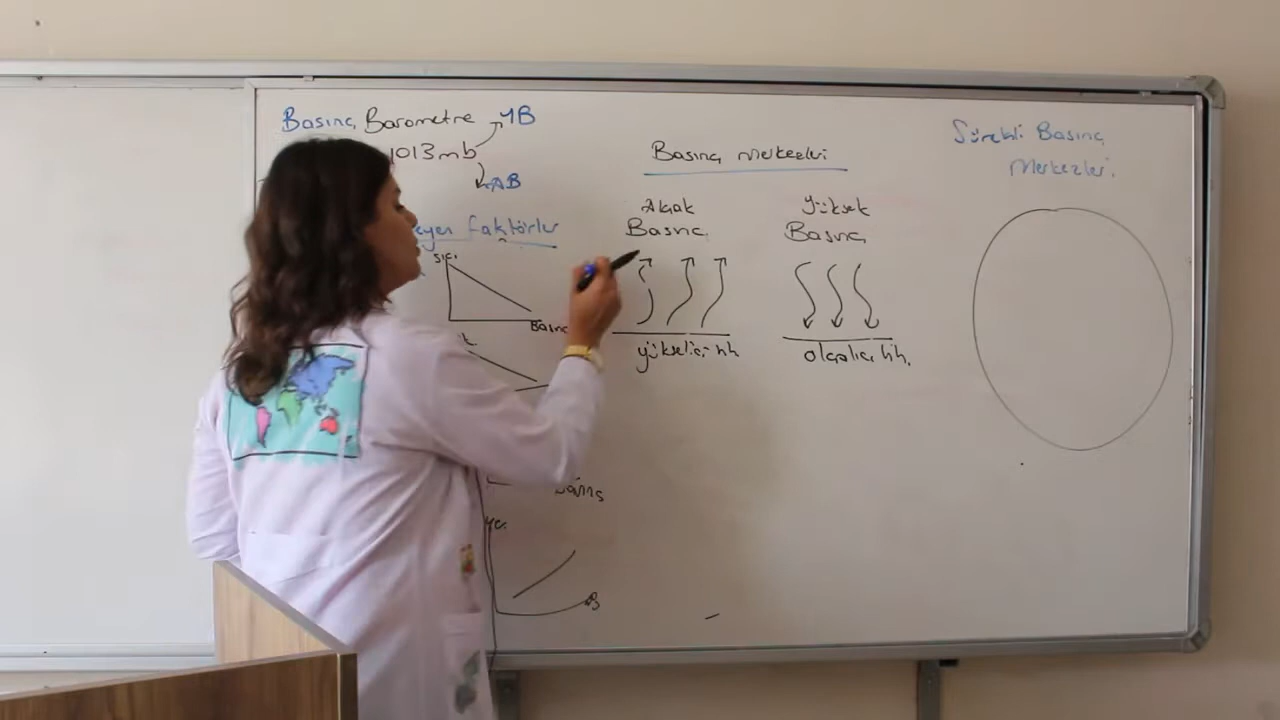 Basınç Barometre → YB
1013mb
AB
eyen faktörler
Sıc.
Basınç
Basınç Merkezleri
Alçak
Basınç
yükselici hh
Yüksek
Basınç
alçalıcı hh.
Sürekli Basınç
Merkezleri.
yç.
B